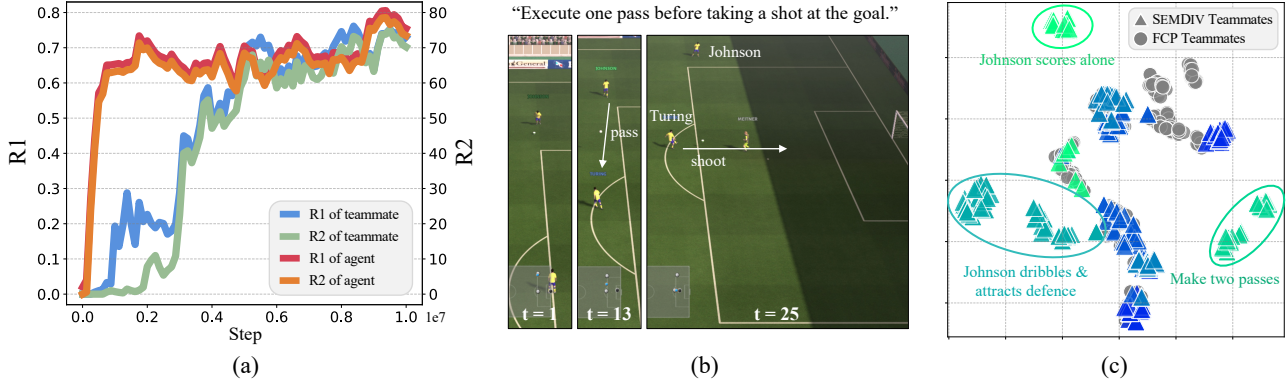 0.8
0.7
0.6
0.5
0.4
0.3
0.2
0.1
0.0
R1
80
70
60
50
40
30
20
10
0
R2
R1 of teammate
R2 of teammate
R1 of agent
R2 of agent
0.0 0.2 0.4 0.6 0.8 1.0
1e7
Step
(a)
“Execute one pass before taking a shot at the goal.”
General
pass
Johnson
Turing
shoot
t = 1
t = 13
t = 25
(b)
SEMDIV Teammates
FCP Teammates
Johnson scores alone
Johnson dribbles &
attracts defence
Make two passes
(c)